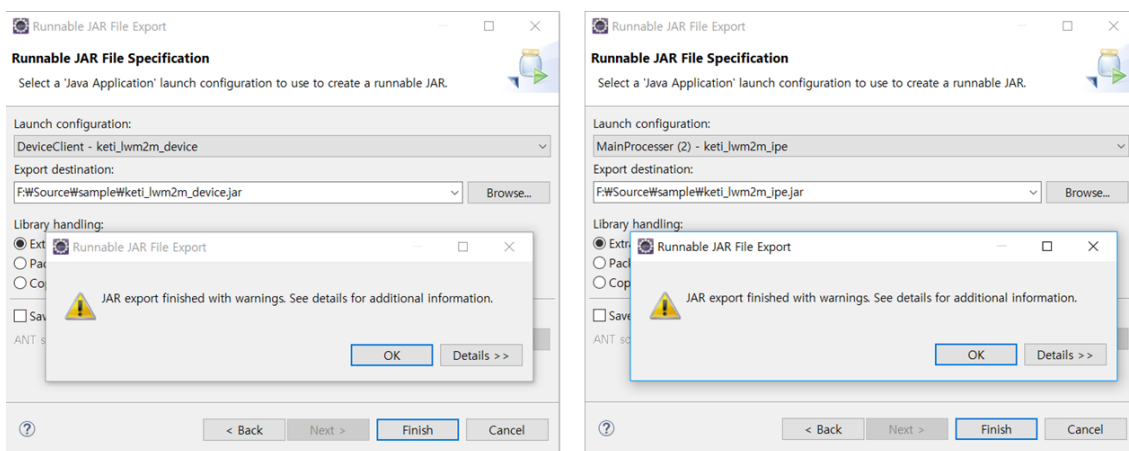 Runnable JAR File Export
Runnable JAR File Specification
Select a 'Java Application' launch configuration to use to create a runnable JAR.
Launch configuration:
DeviceClient - keti_lwm2m_device
Export destination:
F:₩Source₩sample₩keti_lwm2m_device.jar
Browse...
Library handling:
Runnable JAR File Export
JAR export finished with warnings. See details for additional information.
OK
Details >>
ANT
?
< Back
Next >
Finish
Cancel
Runnable JAR File Export
Runnable JAR File Specification
Select a 'Java Application' launch configuration to use to create a runnable JAR.
Launch configuration:
MainProcesser (2) - keti_lwm2m_ipe
Export destination:
F:₩Source₩sample₩keti_lwm2m_ipe.jar
Browse...
Library handling:
Runnable JAR File Export
JAR export finished with warnings. See details for additional information.
OK
Details >>
Save
ANT
?
< Back
Next >
Finish
Cancel